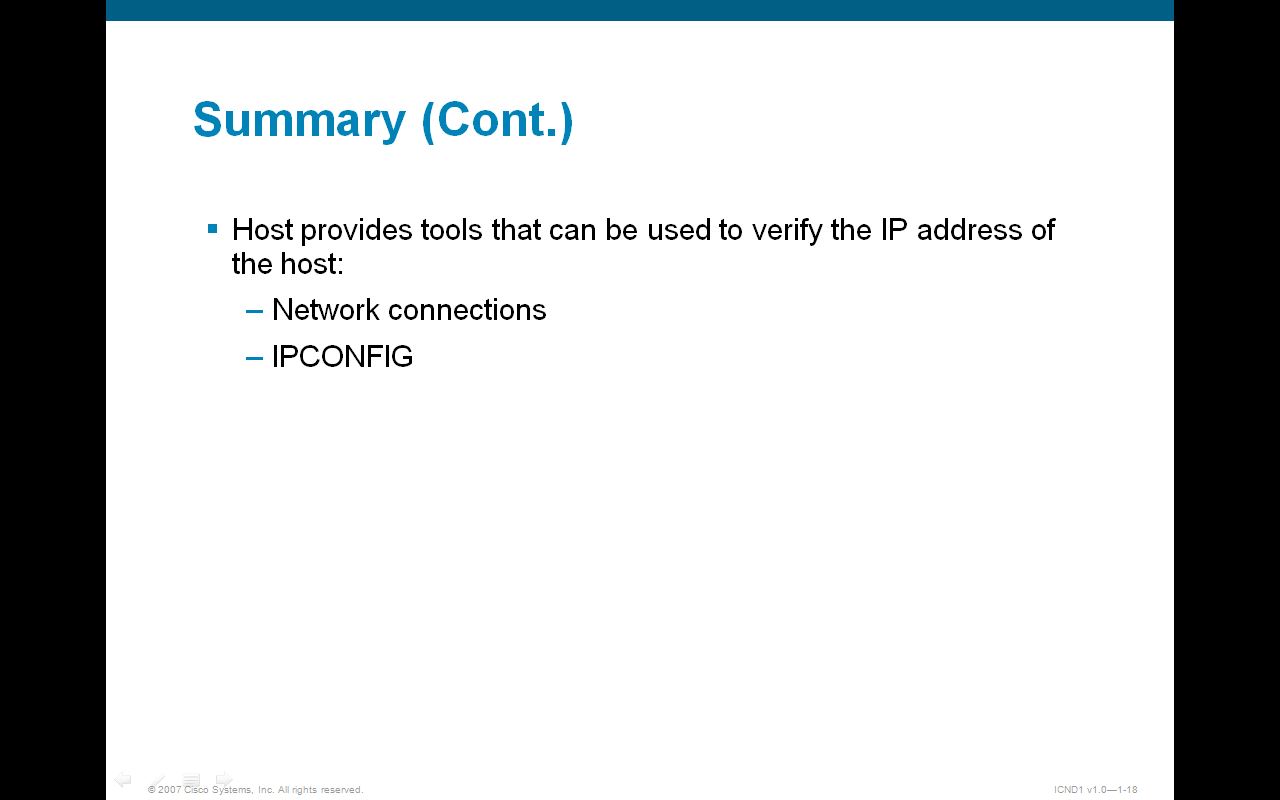 Summary (Cont.)
Host provides tools that can be used to verify the IP address of
the host:
– Network connections
– IPCONFIG
© 2007 Cisco Systems, Inc. All rights reserved.
ICND1 v1.0—1-18